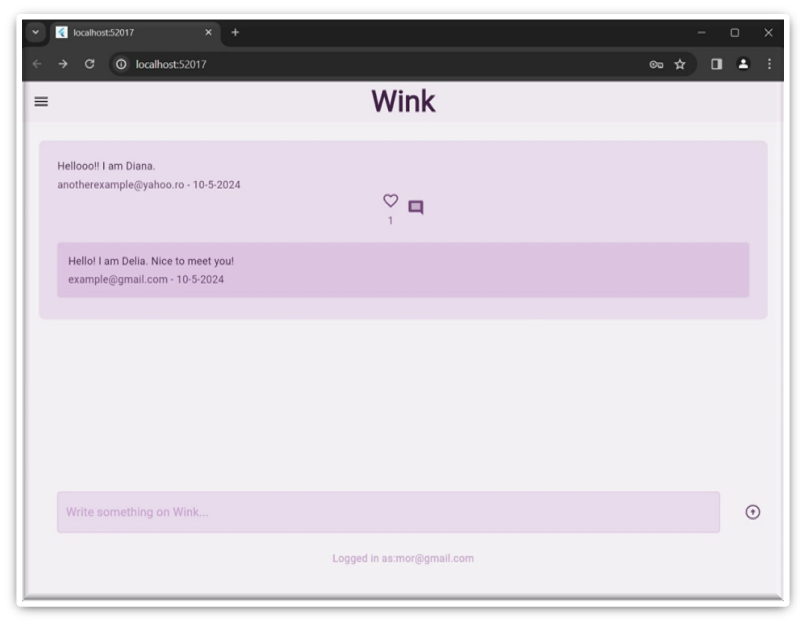 localhost:52017
localhost:52017
Wink
Hellooo!! I am Diana.
anotherexample@yahoo.ro - 10-5-2024
1
Hello! I am Delia. Nice to meet you!
example@gmail.com - 10-5-2024
Write something on Wink...
Logged in as:mor@gmail.com